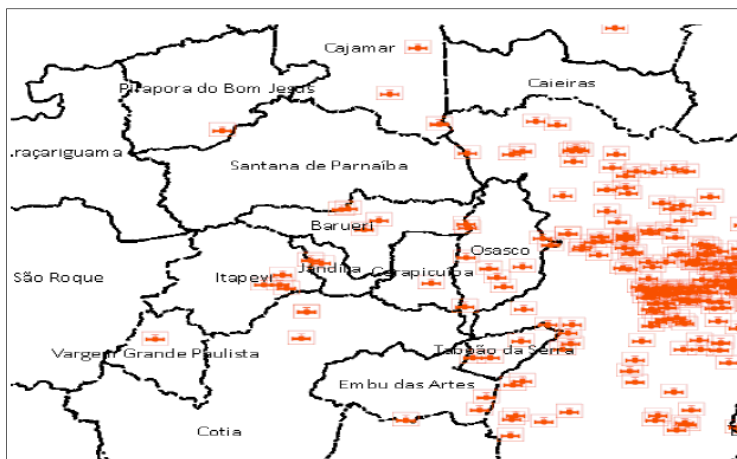 Cajamar
Caieiras
Pirapora do Bom Jesus
raçariguama
Santana de Parnaíba
Barueri
Osasco
São Roque
Itapevi
Jandira
Carapicuíba
Vargem Grande Paulista
Taboão da Serra
Embu das Artes
Cotia